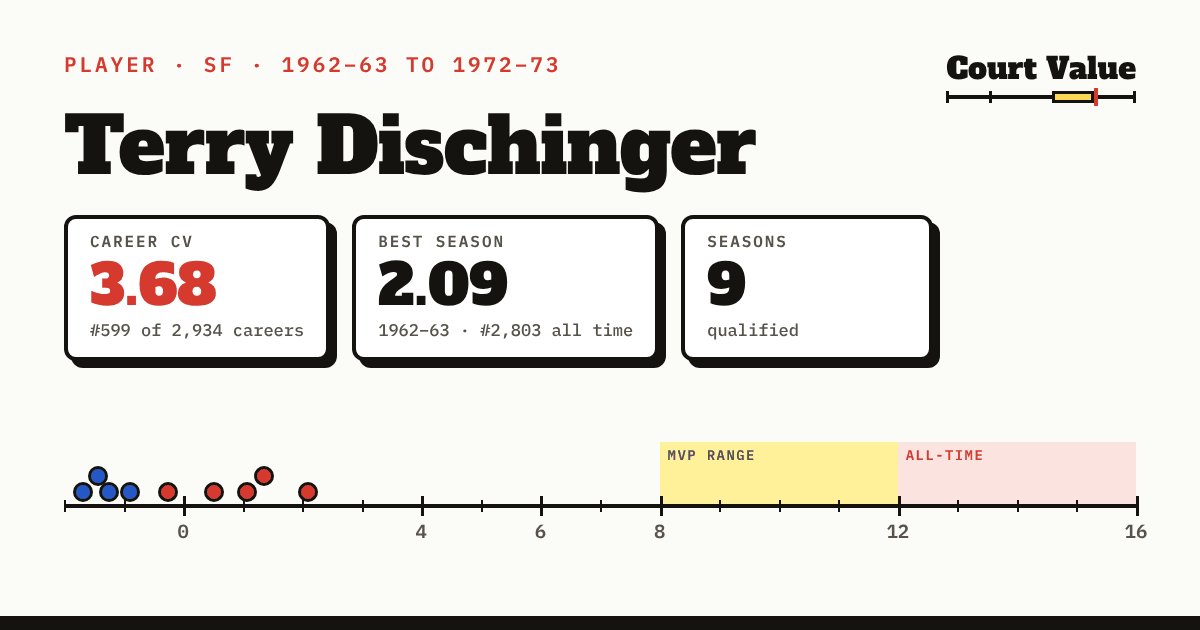 PLAYER · SF · 1962–63 TO 1972–73
Court Value
Terry Dischinger
CAREER CV
3.68
#599 of 2,934 careers
BEST SEASON
2.09
1962–63 · #2,803 all time
SEASONS
9
qualified
MVP RANGE
ALL-TIME
0 4 6 8 12 16